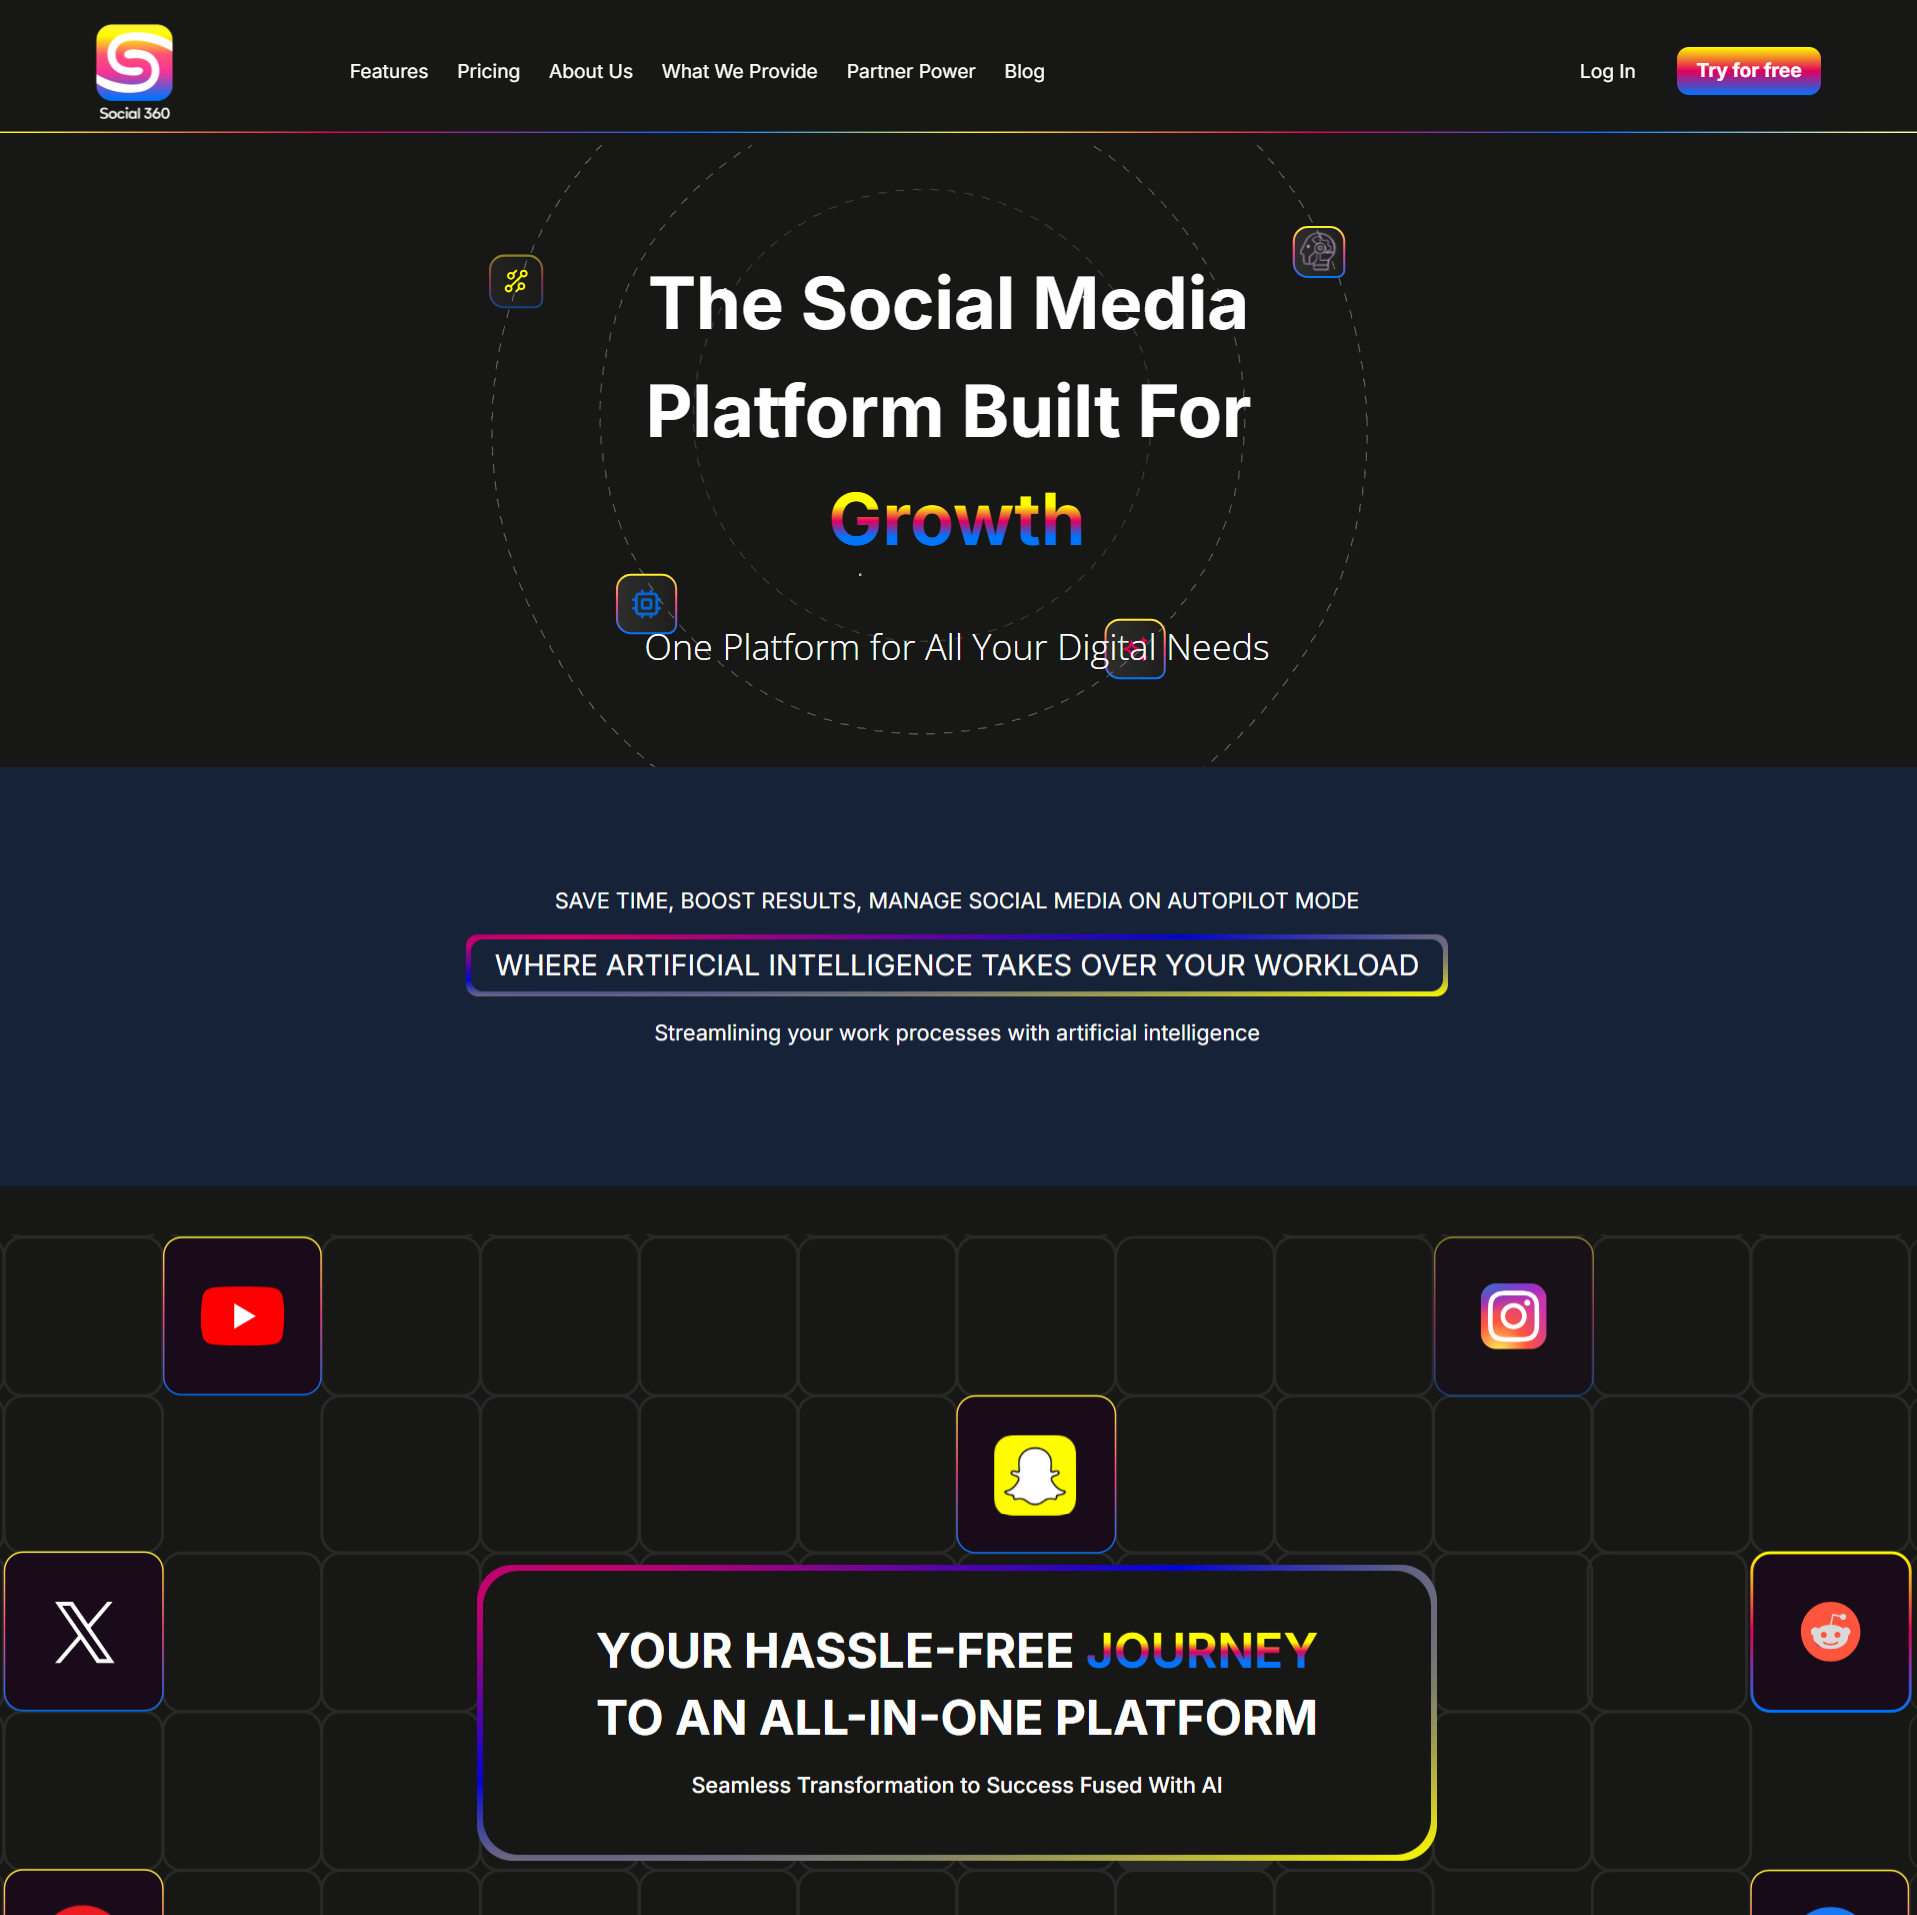 Social 360
Features
Pricing
About Us
What We Provide
Partner Power
Blog
Log In
Try for free
The Social Media
Platform Built For
Growth
One Platform for All Your Digital Needs
SAVE TIME, BOOST RESULTS, MANAGE SOCIAL MEDIA ON AUTOPILOT MODE
WHERE ARTIFICIAL INTELLIGENCE TAKES OVER YOUR WORKLOAD
Streamlining your work processes with artificial intelligence
YOUR HASSLE-FREE JOURNEY
TO AN ALL-IN-ONE PLATFORM
Seamless Transformation to Success Fused With AI